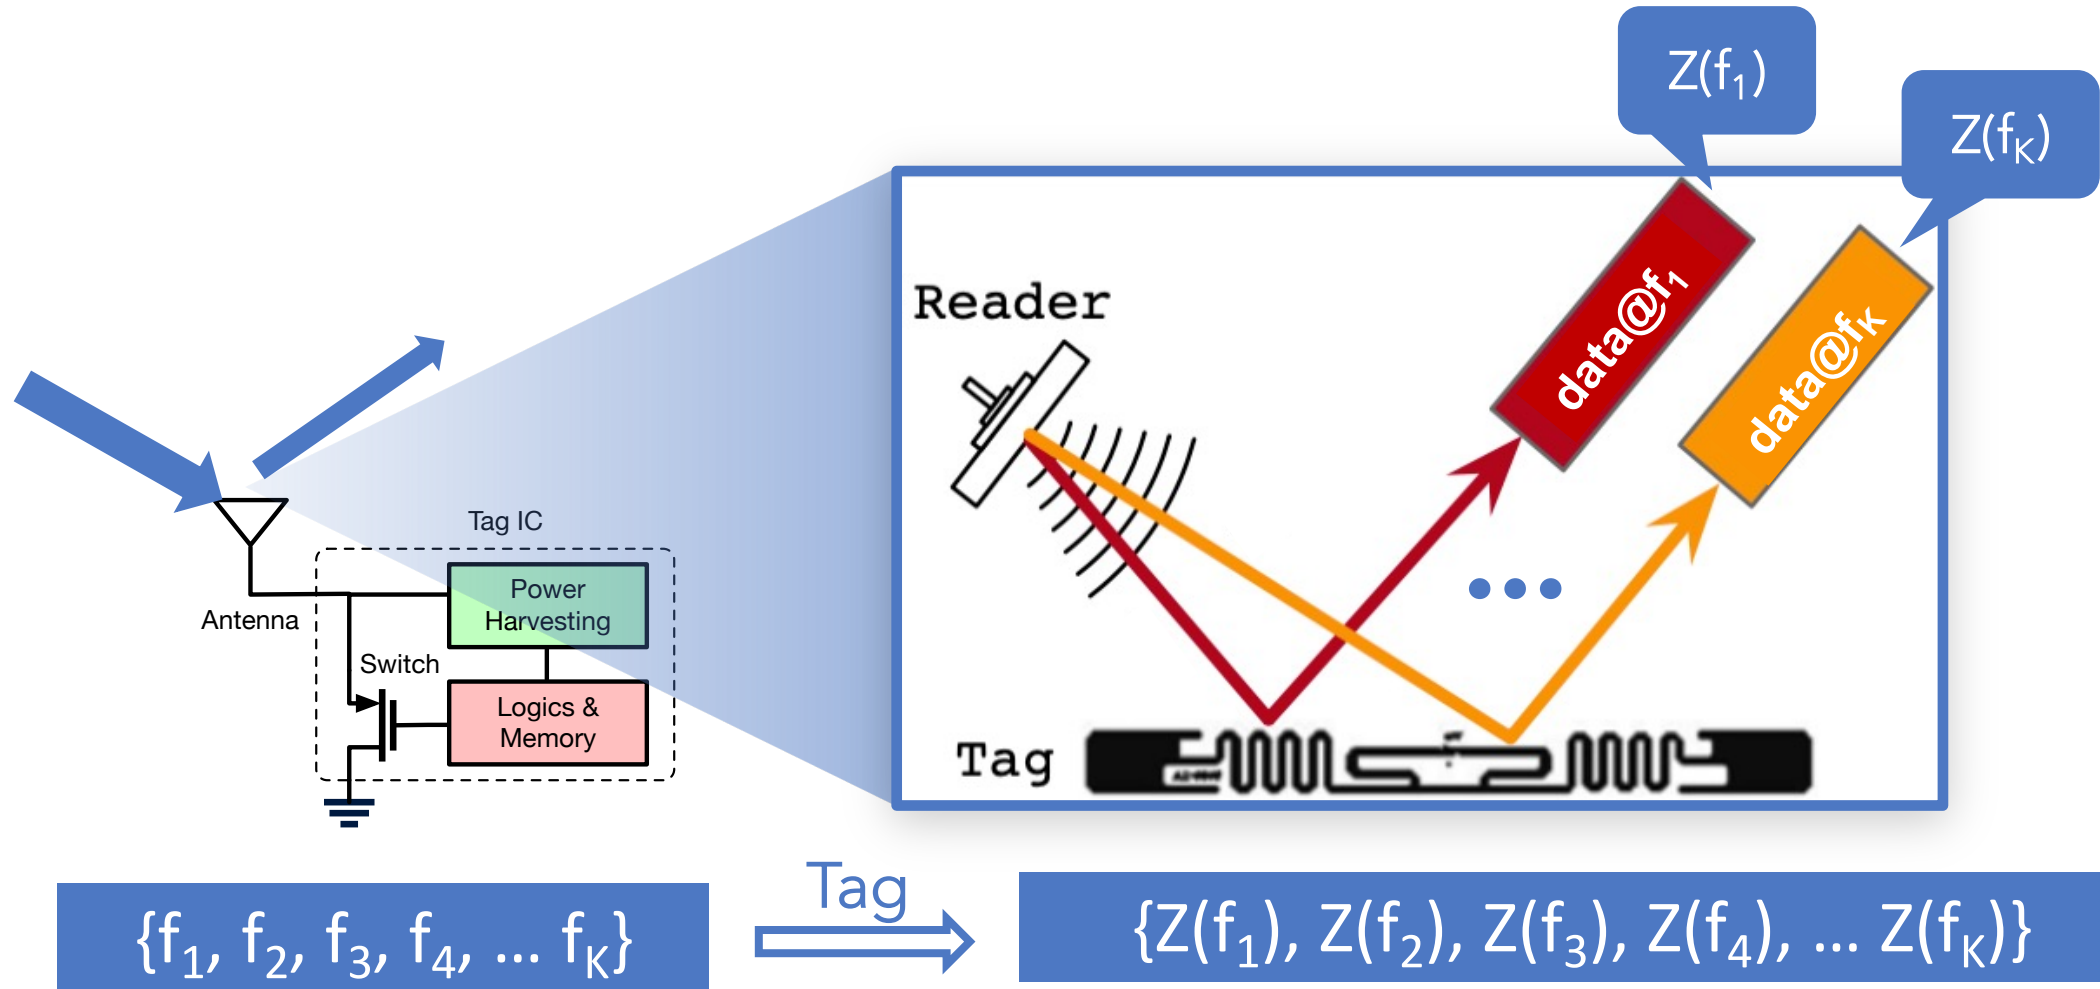 Z(f₁)
Z(fₖ)
Reader
data@f₁
data@fₖ
Tag IC
Power
Harvesting
Antenna
Switch
Logics &
Memory
Tag
Tag
{f₁, f₂, f₃, f₄, ... fₖ}
{Z(f₁), Z(f₂), Z(f₃), Z(f₄), ... Z(fₖ)}